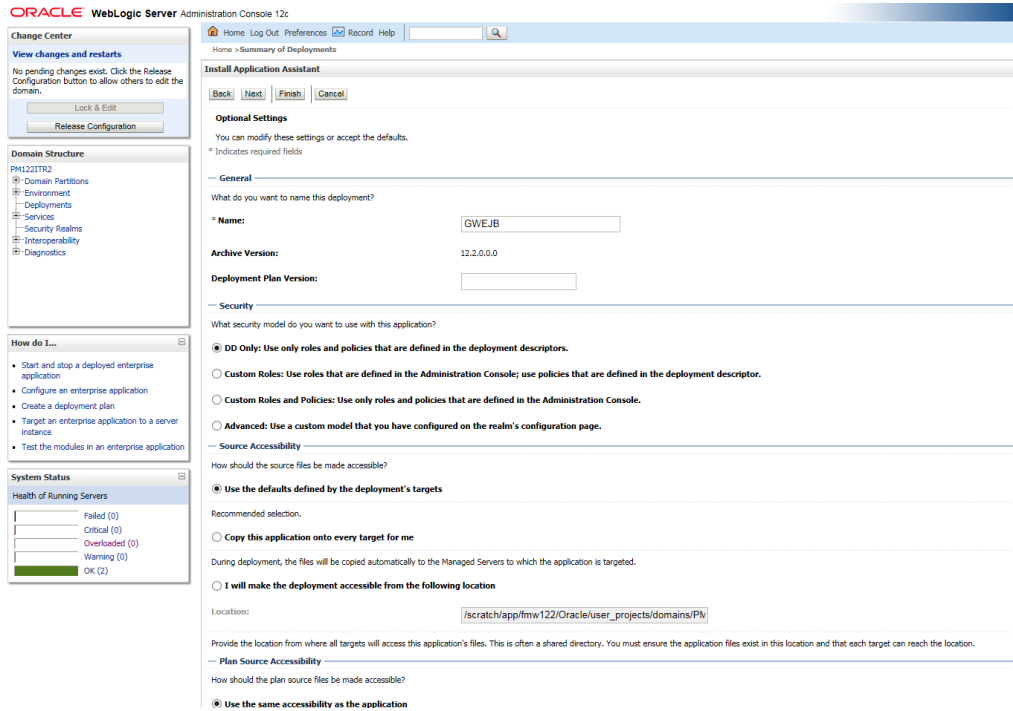 ORACLE WebLogic Server Administration Console 12c
Change Center
View changes and restarts
No pending changes exist. Click the Release
Configuration button to allow others to edit the
domain.
Lock & Edit
Release Configuration
Domain Structure
PM122ITR2
Domain Partitions
Environment
Deployments
Services
Security Realms
Interoperability
Diagnostics
How do I...
Start and stop a deployed enterprise
application
Configure an enterprise application
Create a deployment plan
Target an enterprise application to a server
instance
Test the modules in an enterprise application
System Status
Health of Running Servers
Failed (0)
Critical (0)
Overloaded (0)
Warning (0)
OK (2)
Home Log Out Preferences Record Help
Home >Summary of Deployments
Install Application Assistant
Back Next Finish Cancel
Optional Settings
You can modify these settings or accept the defaults.
* Indicates required fields
General
What do you want to name this deployment?
* Name: GWEJB
Archive Version: 12.2.0.0.0
Deployment Plan Version:
Security
What security model do you want to use with this application?
DD Only: Use only roles and policies that are defined in the deployment descriptors.
Custom Roles: Use roles that are defined in the Administration Console; use policies that are defined in the deployment descriptor.
Custom Roles and Policies: Use only roles and policies that are defined in the Administration Console.
Advanced: Use a custom model that you have configured on the realm's configuration page.
Source Accessibility
How should the source files be made accessible?
Use the defaults defined by the deployment's targets
Recommended selection.
Copy this application onto every target for me
During deployment, the files will be copied automatically to the Managed Servers to which the application is targeted.
I will make the deployment accessible from the following location
Location: /scratch/app/fmw122/Oracle/user_projects/domains/PM
Provide the location from where all targets will access this application's files. This is often a shared directory. You must ensure the application files exist in this location and that each target can reach the location.
Plan Source Accessibility
How should the plan source files be made accessible?
Use the same accessibility as the application